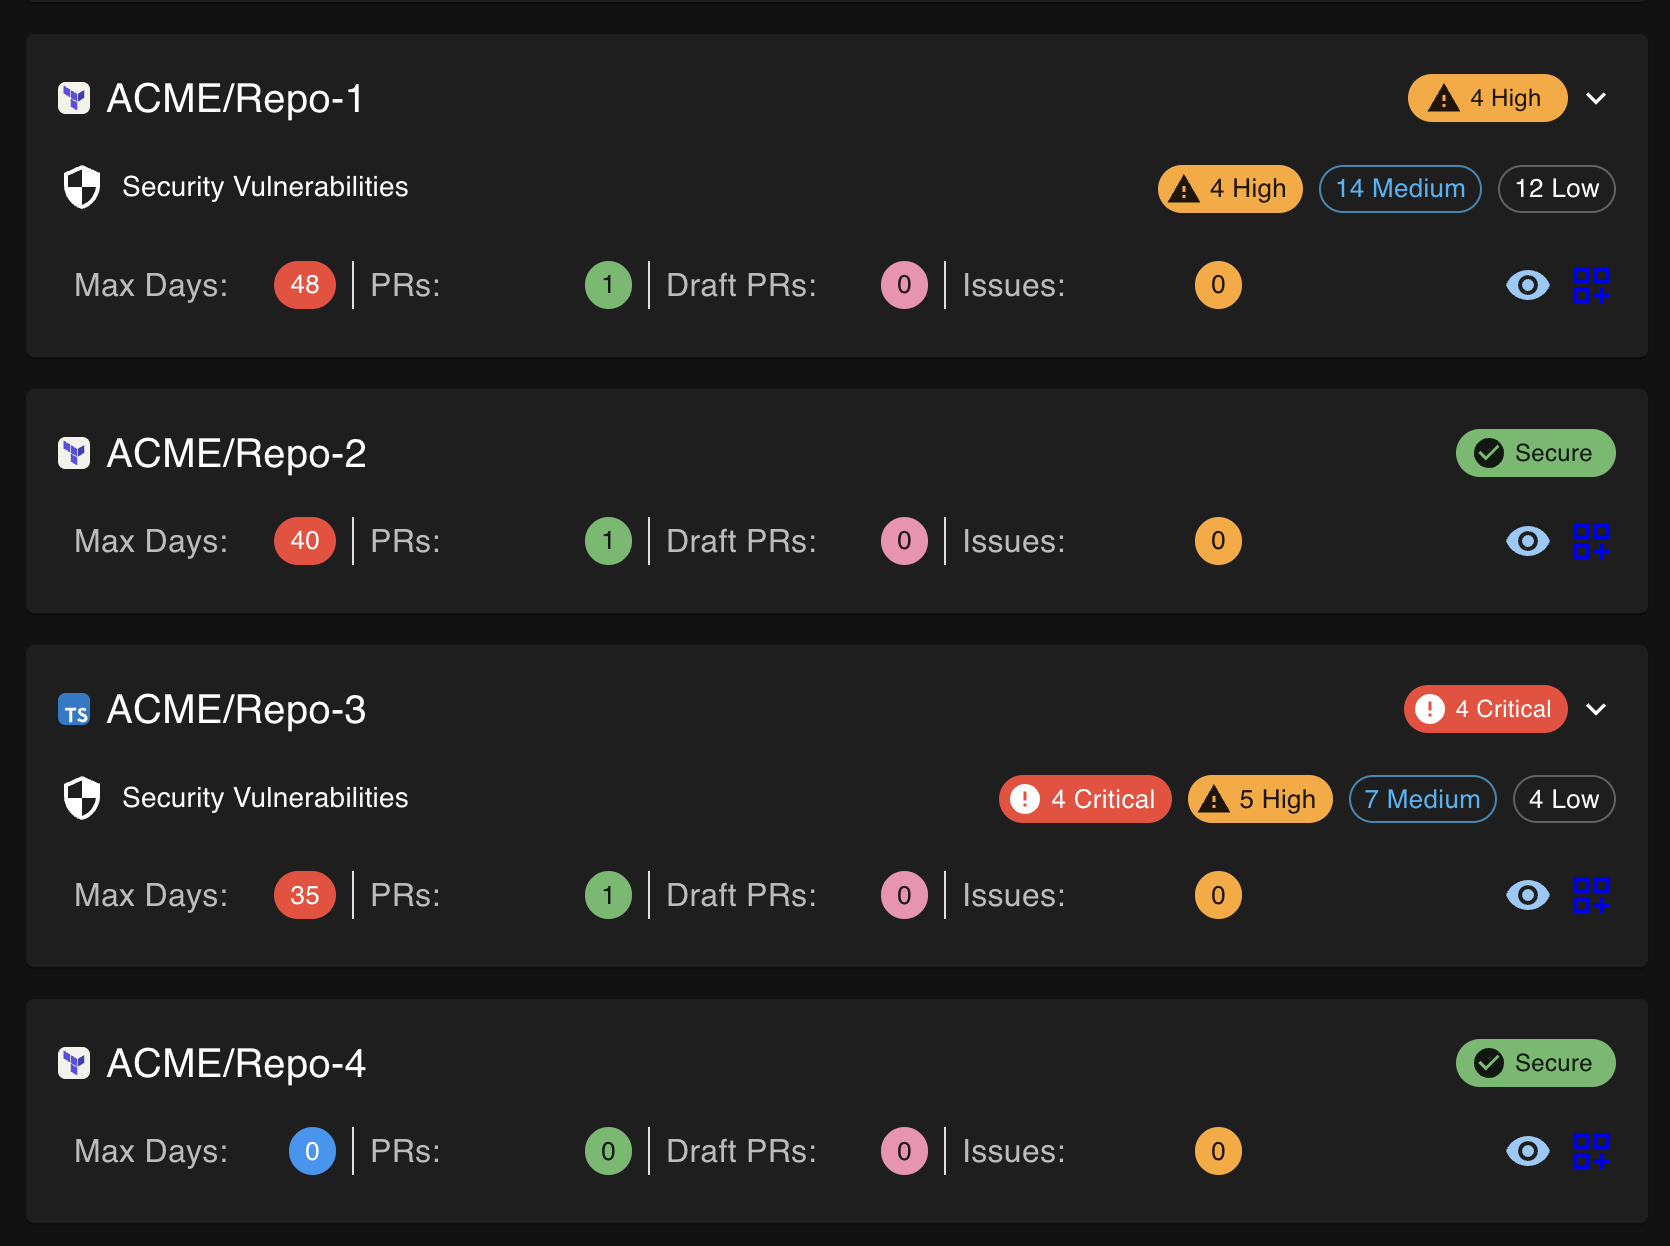 ACME/Repo-1
4 High
Security Vulnerabilities
4 High 14 Medium 12 Low
Max Days: 48 PRs: 1 Draft PRs: 0 Issues: 0
ACME/Repo-2
Secure
Max Days: 40 PRs: 1 Draft PRs: 0 Issues: 0
TS ACME/Repo-3
4 Critical
Security Vulnerabilities
4 Critical 5 High 7 Medium 4 Low
Max Days: 35 PRs: 1 Draft PRs: 0 Issues: 0
ACME/Repo-4
Secure
Max Days: 0 PRs: 0 Draft PRs: 0 Issues: 0